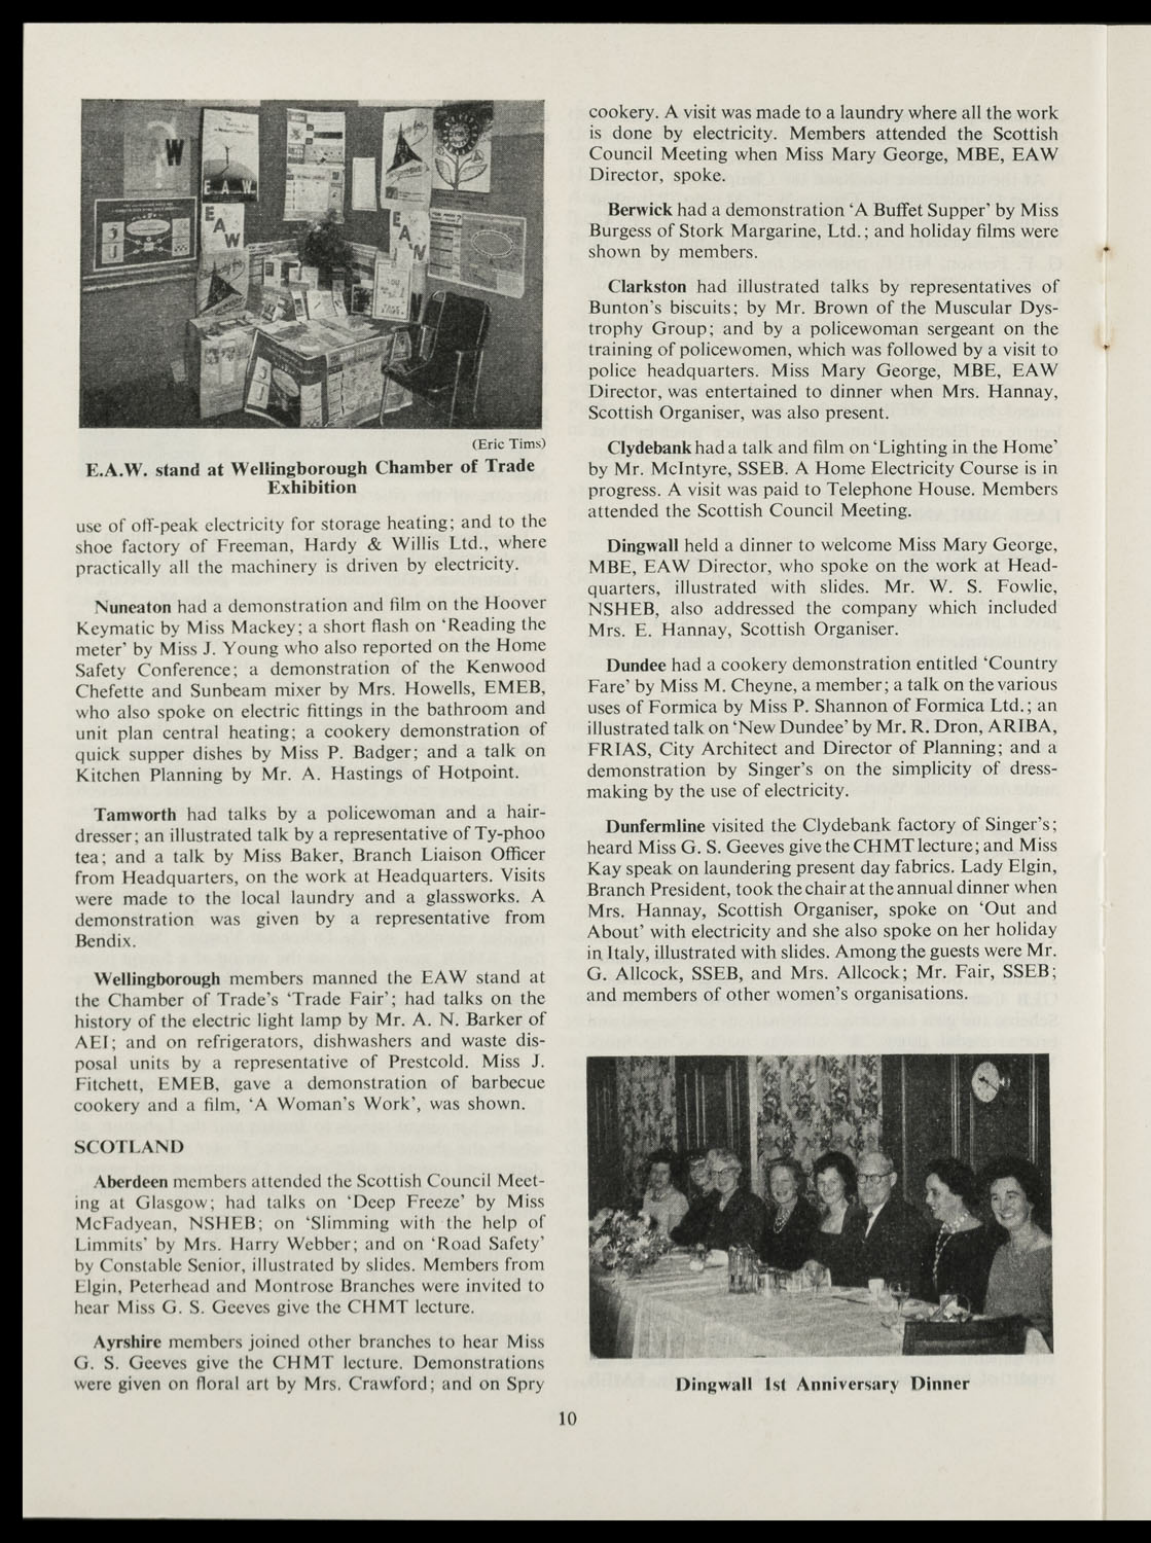 E A W
E A W
E A W
E A W
(Eric Tims)
E.A.W. stand at Wellingborough Chamber of Trade
Exhibition
use of off-peak electricity for storage heating; and to the
shoe factory of Freeman, Hardy & Willis Ltd., where
practically all the machinery is driven by electricity.
Nuneaton had a demonstration and film on the Hoover
Keymatic by Miss Mackey; a short flash on ‘Reading the
meter’ by Miss J. Young who also reported on the Home
Safety Conference; a demonstration of the Kenwood
Chefette and Sunbeam mixer by Mrs. Howells, EMEB,
who also spoke on electric fittings in the bathroom and
unit plan central heating; a cookery demonstration of
quick supper dishes by Miss P. Badger; and a talk on
Kitchen Planning by Mr. A. Hastings of Hotpoint.
Tamworth had talks by a policewoman and a hair-
dresser; an illustrated talk by a representative of Ty-phoo
tea; and a talk by Miss Baker, Branch Liaison Officer
from Headquarters, on the work at Headquarters. Visits
were made to the local laundry and a glassworks. A
demonstration was given by a representative from
Bendix.
Wellingborough members manned the EAW stand at
the Chamber of Trade’s ‘Trade Fair’; had talks on the
history of the electric light lamp by Mr. A. N. Barker of
AEI; and on refrigerators, dishwashers and waste dis-
posal units by a representative of Prestcold. Miss J.
Fitchett, EMEB, gave a demonstration of barbecue
cookery and a film, ‘A Woman’s Work’, was shown.
SCOTLAND
Aberdeen members attended the Scottish Council Meet-
ing at Glasgow; had talks on ‘Deep Freeze’ by Miss
McFadyean, NSHEB; on ‘Slimming with the help of
Limmits’ by Mrs. Harry Webber; and on ‘Road Safety’
by Constable Senior, illustrated by slides. Members from
Elgin, Peterhead and Montrose Branches were invited to
hear Miss G. S. Geeves give the CHMT lecture.
Ayrshire members joined other branches to hear Miss
G. S. Geeves give the CHMT lecture. Demonstrations
were given on floral art by Mrs. Crawford; and on Spry
cookery. A visit was made to a laundry where all the work
is done by electricity. Members attended the Scottish
Council Meeting when Miss Mary George, MBE, EAW
Director, spoke.
Berwick had a demonstration ‘A Buffet Supper’ by Miss
Burgess of Stork Margarine, Ltd.; and holiday films were
shown by members.
Clarkston had illustrated talks by representatives of
Bunton’s biscuits; by Mr. Brown of the Muscular Dys-
trophy Group; and by a policewoman sergeant on the
training of policewomen, which was followed by a visit to
police headquarters. Miss Mary George, MBE, EAW
Director, was entertained to dinner when Mrs. Hannay,
Scottish Organiser, was also present.
Clydebank had a talk and film on ‘Lighting in the Home’
by Mr. McIntyre, SSEB. A Home Electricity Course is in
progress. A visit was paid to Telephone House. Members
attended the Scottish Council Meeting.
Dingwall held a dinner to welcome Miss Mary George,
MBE, EAW Director, who spoke on the work at Head-
quarters, illustrated with slides. Mr. W. S. Fowlie,
NSHEB, also addressed the company which included
Mrs. E. Hannay, Scottish Organiser.
Dundee had a cookery demonstration entitled ‘Country
Fare’ by Miss M. Cheyne, a member; a talk on the various
uses of Formica by Miss P. Shannon of Formica Ltd.; an
illustrated talk on ‘New Dundee’ by Mr. R. Dron, ARIBA,
FRIAS, City Architect and Director of Planning; and a
demonstration by Singer’s on the simplicity of dress-
making by the use of electricity.
Dunfermline visited the Clydebank factory of Singer’s;
heard Miss G. S. Geeves give the CHMT lecture; and Miss
Kay speak on laundering present day fabrics. Lady Elgin,
Branch President, took the chair at the annual dinner when
Mrs. Hannay, Scottish Organiser, spoke on ‘Out and
About’ with electricity and she also spoke on her holiday
in Italy, illustrated with slides. Among the guests were Mr.
G. Allcock, SSEB, and Mrs. Allcock; Mr. Fair, SSEB;
and members of other women’s organisations.
Dingwall 1st Anniversary Dinner
10